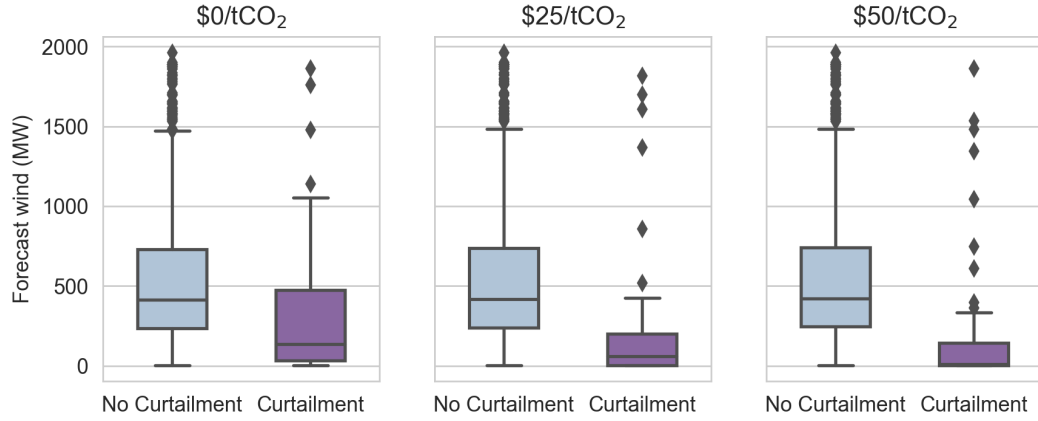 $0/tCO₂ $25/tCO₂ $50/tCO₂
Forecast wind (MW)
2000
1500
1000
500
0
No Curtailment Curtailment No Curtailment Curtailment No Curtailment Curtailment